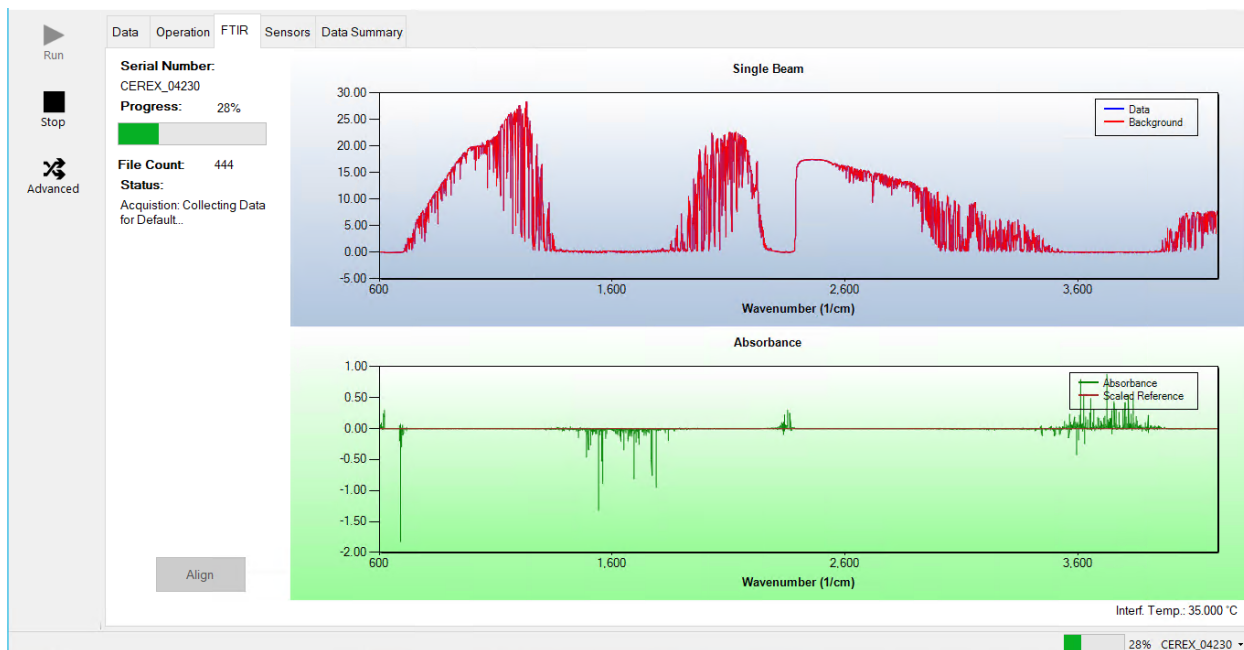 Run
Stop
Advanced
Data Operation FTIR Sensors Data Summary
Serial Number:
CEREX_04230
Progress: 28%
File Count: 444
Status:
Acquistion: Collecting Data
for Default...
Align
Single Beam
30.00
25.00
20.00
15.00
10.00
5.00
0.00
-5.00
600 1,600 2,600 3,600
Wavenumber (1/cm)
Data
Background
Absorbance
1.00
0.50
0.00
-0.50
-1.00
-1.50
-2.00
600 1,600 2,600 3,600
Wavenumber (1/cm)
Absorbance
Scaled Reference
Interf. Temp.: 35.000 °C
28% CEREX_04230